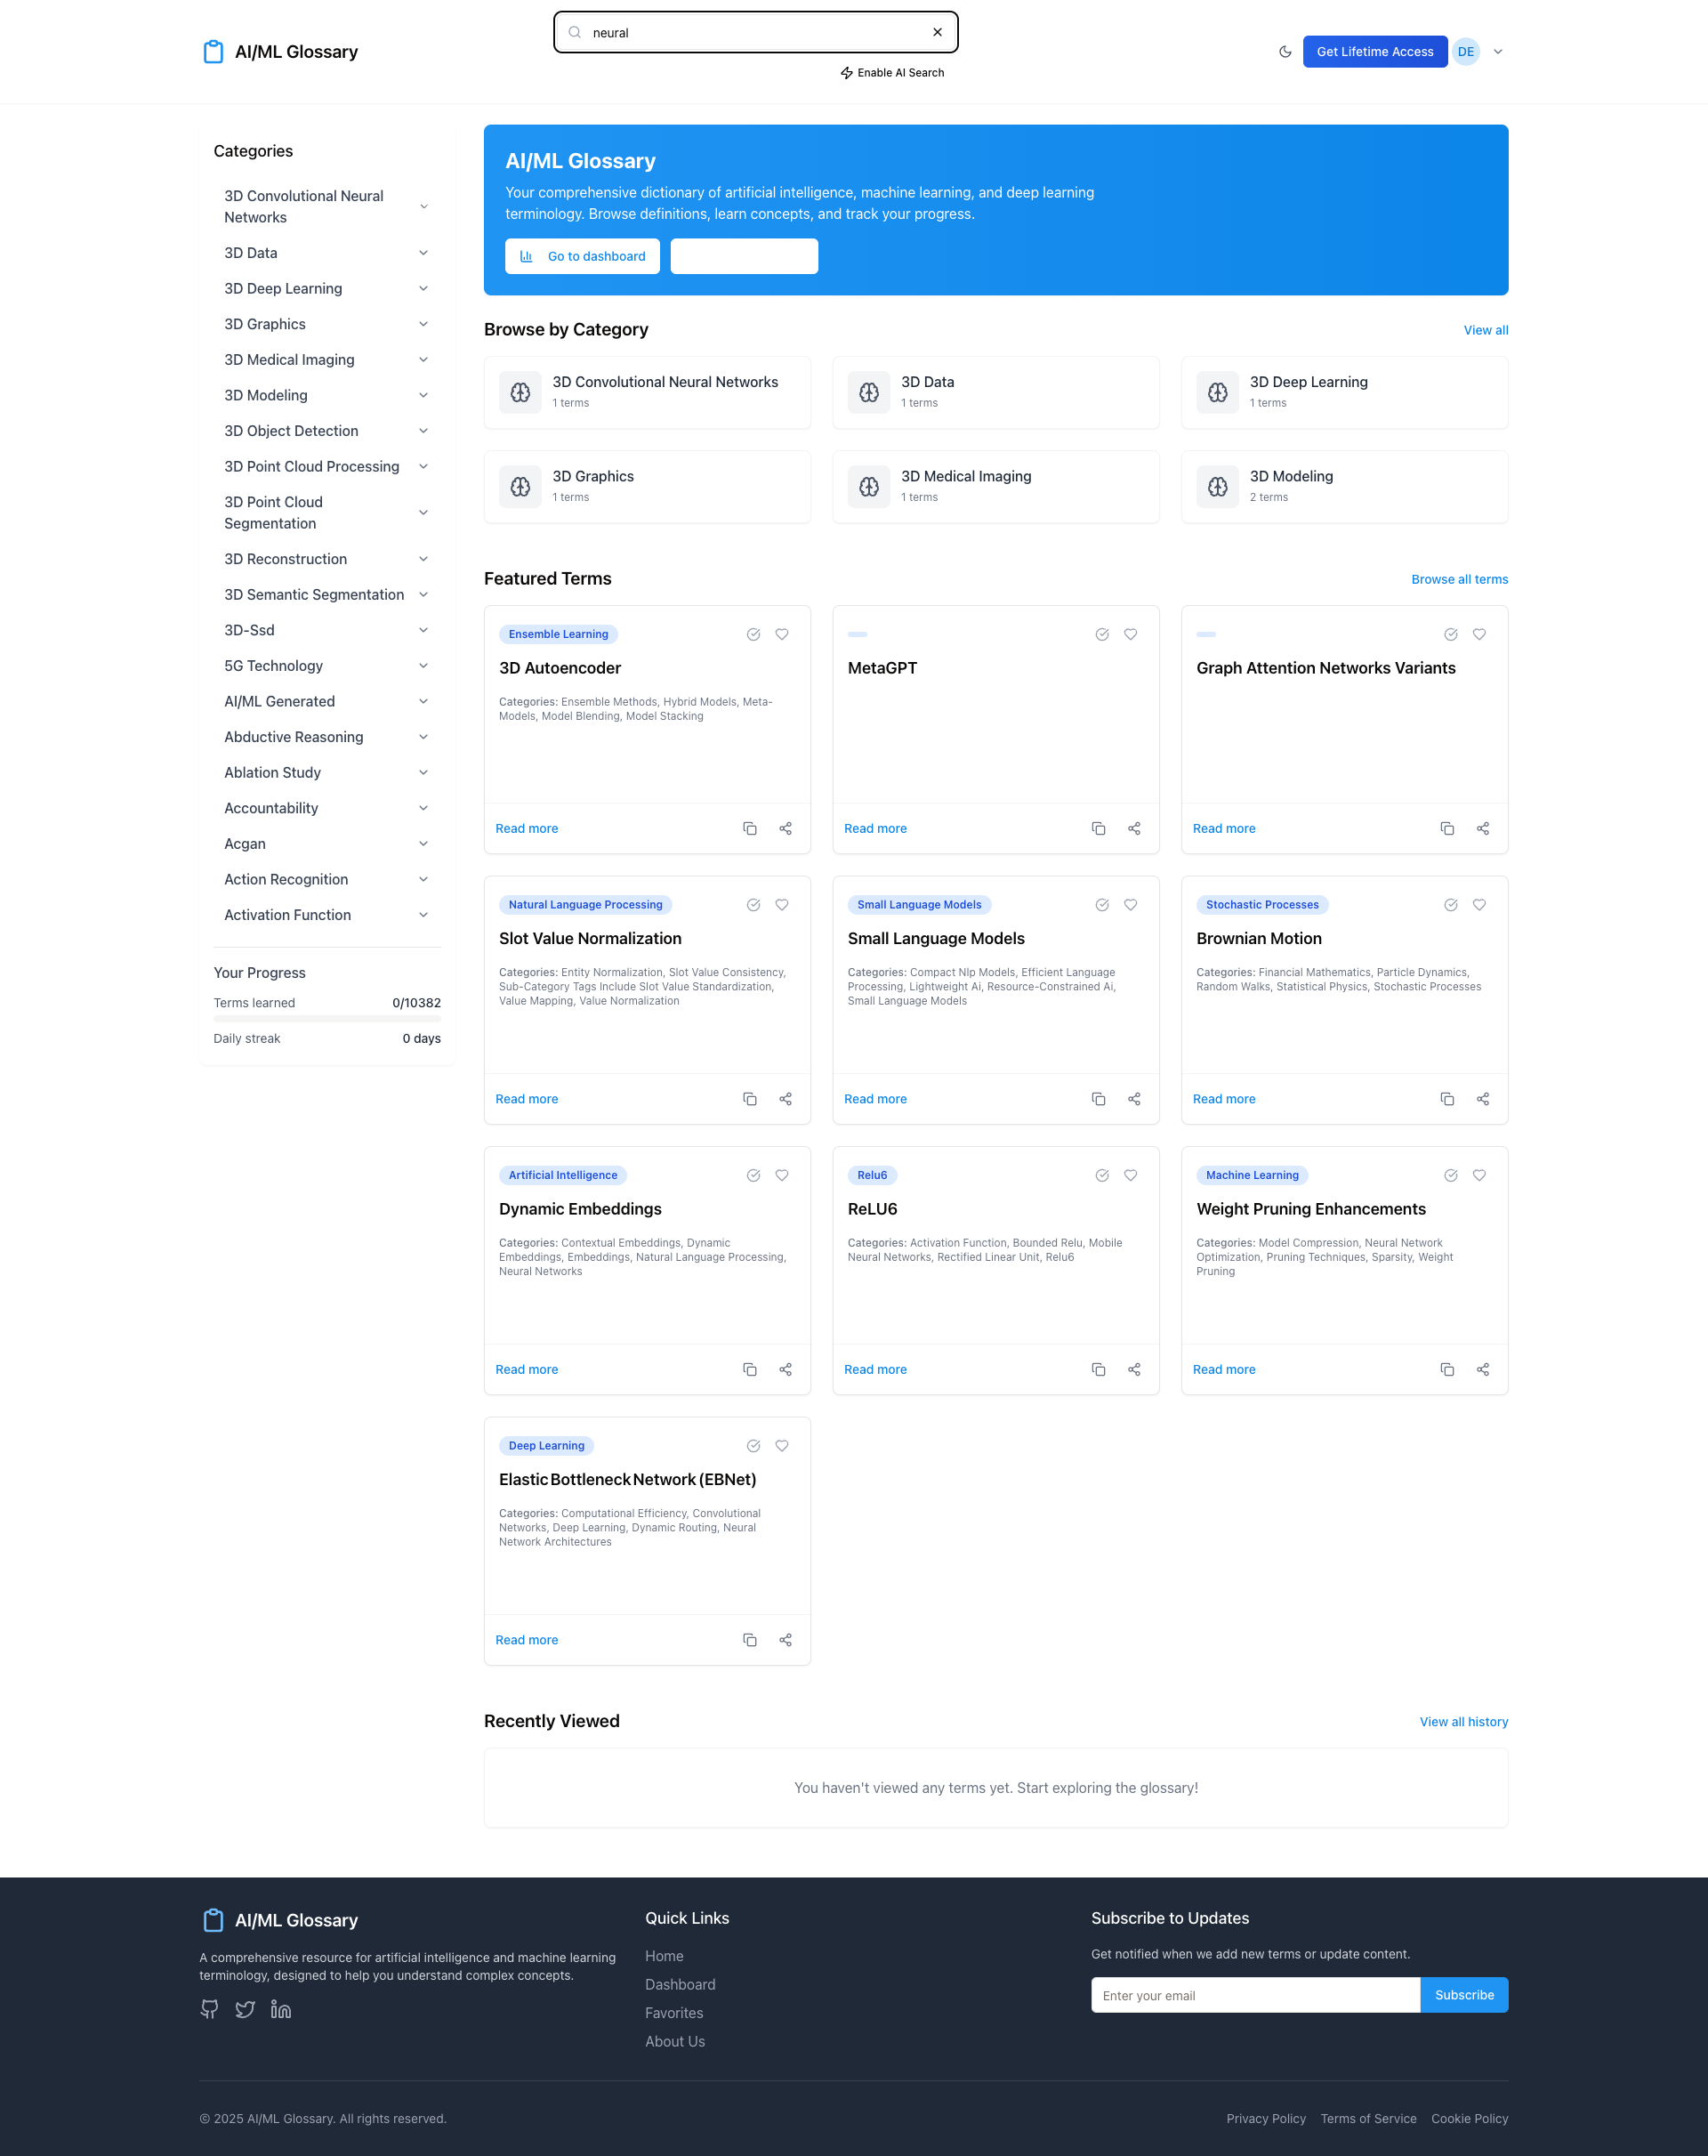 AI/ML Glossary
neural
Enable AI Search
Get Lifetime Access
DE
Categories
3D Convolutional Neural
Networks
3D Data
3D Deep Learning
3D Graphics
3D Medical Imaging
3D Modeling
3D Object Detection
3D Point Cloud Processing
3D Point Cloud
Segmentation
3D Reconstruction
3D Semantic Segmentation
3D-Ssd
5G Technology
AI/ML Generated
Abductive Reasoning
Ablation Study
Accountability
Acgan
Action Recognition
Activation Function
Your Progress
Terms learned 0/10382
Daily streak 0 days
AI/ML Glossary
Your comprehensive dictionary of artificial intelligence, machine learning, and deep learning
terminology. Browse definitions, learn concepts, and track your progress.
Go to dashboard
Browse by Category
View all
3D Convolutional Neural Networks
1 terms
3D Data
1 terms
3D Deep Learning
1 terms
3D Graphics
1 terms
3D Medical Imaging
1 terms
3D Modeling
2 terms
Featured Terms
Browse all terms
Ensemble Learning
3D Autoencoder
Categories: Ensemble Methods, Hybrid Models, Meta-
Models, Model Blending, Model Stacking
Read more
MetaGPT
Read more
Graph Attention Networks Variants
Read more
Natural Language Processing
Slot Value Normalization
Categories: Entity Normalization, Slot Value Consistency,
Sub-Category Tags Include Slot Value Standardization,
Value Mapping, Value Normalization
Read more
Small Language Models
Small Language Models
Categories: Compact Nlp Models, Efficient Language
Processing, Lightweight Ai, Resource-Constrained Ai,
Small Language Models
Read more
Stochastic Processes
Brownian Motion
Categories: Financial Mathematics, Particle Dynamics,
Random Walks, Statistical Physics, Stochastic Processes
Read more
Artificial Intelligence
Dynamic Embeddings
Categories: Contextual Embeddings, Dynamic
Embeddings, Embeddings, Natural Language Processing,
Neural Networks
Read more
Relu6
ReLU6
Categories: Activation Function, Bounded Relu, Mobile
Neural Networks, Rectified Linear Unit, Relu6
Read more
Machine Learning
Weight Pruning Enhancements
Categories: Model Compression, Neural Network
Optimization, Pruning Techniques, Sparsity, Weight
Pruning
Read more
Deep Learning
Elastic Bottleneck Network (EBNet)
Categories: Computational Efficiency, Convolutional
Networks, Deep Learning, Dynamic Routing, Neural
Network Architectures
Read more
Recently Viewed
View all history
You haven't viewed any terms yet. Start exploring the glossary!
AI/ML Glossary
A comprehensive resource for artificial intelligence and machine learning
terminology, designed to help you understand complex concepts.
Quick Links
Home
Dashboard
Favorites
About Us
Subscribe to Updates
Get notified when we add new terms or update content.
Enter your email
Subscribe
© 2025 AI/ML Glossary. All rights reserved.
Privacy Policy
Terms of Service
Cookie Policy